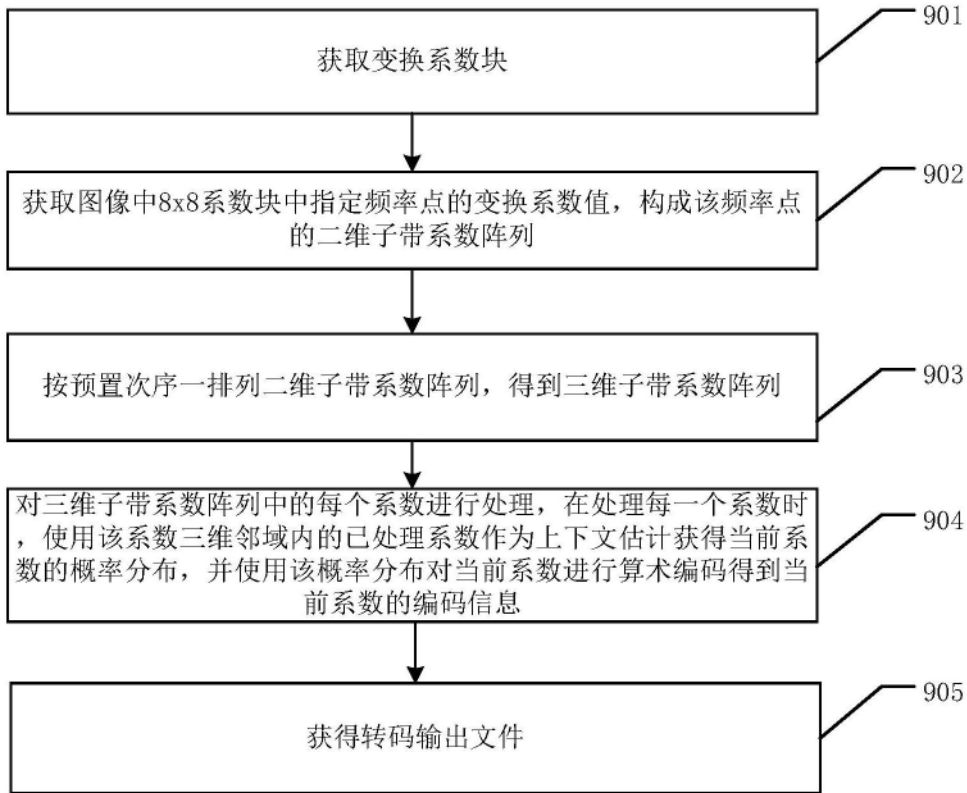 获取变换系数块
901
获取图像中8x8系数块中指定频率点的变换系数值，构成该频率点
的二维子带系数阵列
902
按预置次序一排列二维子带系数阵列，得到三维子带系数阵列
903
对三维子带系数阵列中的每个系数进行处理，在处理每一个系数时
，使用该系数三维邻域内的已处理系数作为上下文估计获得当前系
数的概率分布，并使用该概率分布对当前系数进行算术编码得到当
前系数的编码信息
904
获得转码输出文件
905